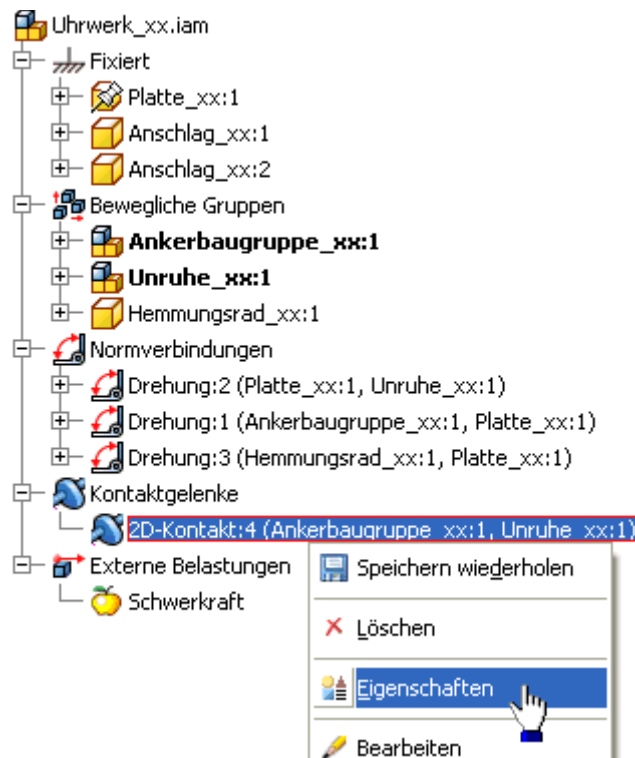 Uhrwerk_xx.iam
Fixiert
Platte_xx:1
Anschlag_xx:1
Anschlag_xx:2
Bewegliche Gruppen
Ankerbaugruppe_xx:1
Unruhe_xx:1
Hemmungsrad_xx:1
Normverbindungen
Drehung:2 (Platte_xx:1, Unruhe_xx:1)
Drehung:1 (Ankerbaugruppe_xx:1, Platte_xx:1)
Drehung:3 (Hemmungsrad_xx:1, Platte_xx:1)
Kontaktgelenke
2D-Kontakt:4 (Ankerbaugruppe_xx:1, Unruhe_xx:1)
Externe Belastungen
Schwerkraft
Speichern wiederholen
Löschen
Eigenschaften
Bearbeiten